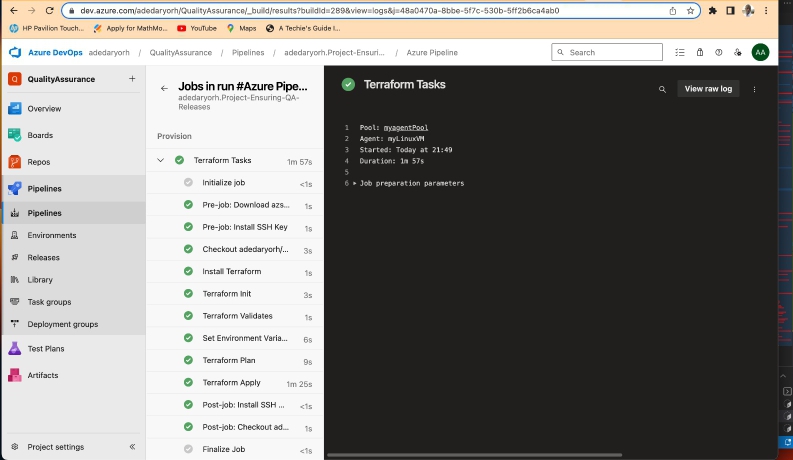 dev.azure.com/adedaryorh/QualityAssurance/_build/results?buildId=289&view=logs&j=48a0470a-8bbe-5f7c-530b-5ff2b6ca4ab0
HP Pavilion Touch... Apply for MathMo... YouTube Maps A Techie's Guide I...
Azure DevOps adedaryorh / QualityAssurance / Pipelines / adedaryorh.Project-Ensuri... / Azure Pipeline Search AA
Q QualityAssurance +
Overview
Boards
Repos
Pipelines
Pipelines
Environments
Releases
Library
Task groups
Deployment groups
Test Plans
Artifacts
Project settings «
Jobs in run #Azure Pipe...
adedaryorh.Project-Ensuring-QA-
Releases
Provision
Terraform Tasks 1m 57s
Initialize job <1s
Pre-job: Download azs... 1s
Pre-job: Install SSH Key 1s
Checkout adedaryorh/... 3s
Install Terraform 1s
Terraform Init 3s
Terraform Validates 1s
Set Environment Varia... 6s
Terraform Plan 9s
Terraform Apply 1m 25s
Post-job: Install SSH ... <1s
Post-job: Checkout ad... 1s
Finalize Job <1s
Terraform Tasks
View raw log
1 Pool: myagentPool
2 Agent: myLinuxVM
3 Started: Today at 21:49
4 Duration: 1m 57s
5
6 Job preparation parameters